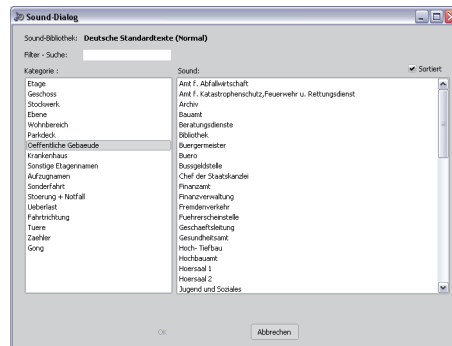 Sound-Dialog
Sound-Bibliothek: Deutsche Standardtexte (Normal)
Filter - Suche:
Kategorie :
Sound:
Sortiert
Etage
Geschoss
Stockwerk
Ebene
Wohnbereich
Parkdeck
Oeffentliche Gebaeude
Krankenhaus
Sonstige Etagennamen
Aufzugnamen
Sonderfahrt
Stoerung + Notfall
Ueberlast
Fahrtrichtung
Tuere
Zaehler
Gong
Amt f. Abfallwirtschaft
Amt f. Katastrophenschutz,Feuerwehr u. Rettungsdienst
Archiv
Bauamt
Beratungsdienste
Bibliothek
Buergermeister
Buero
Bussgeldstelle
Chef der Staatskanzlei
Finanzamt
Finanzverwaltung
Fremdenverkehr
Fuehrerscheinstelle
Geschaeftsleitung
Gesundheitsamt
Hoch- Tiefbau
Hochbauamt
Hoersaal 1
Hoersaal 2
Jugend und Soziales
OK
Abbrechen